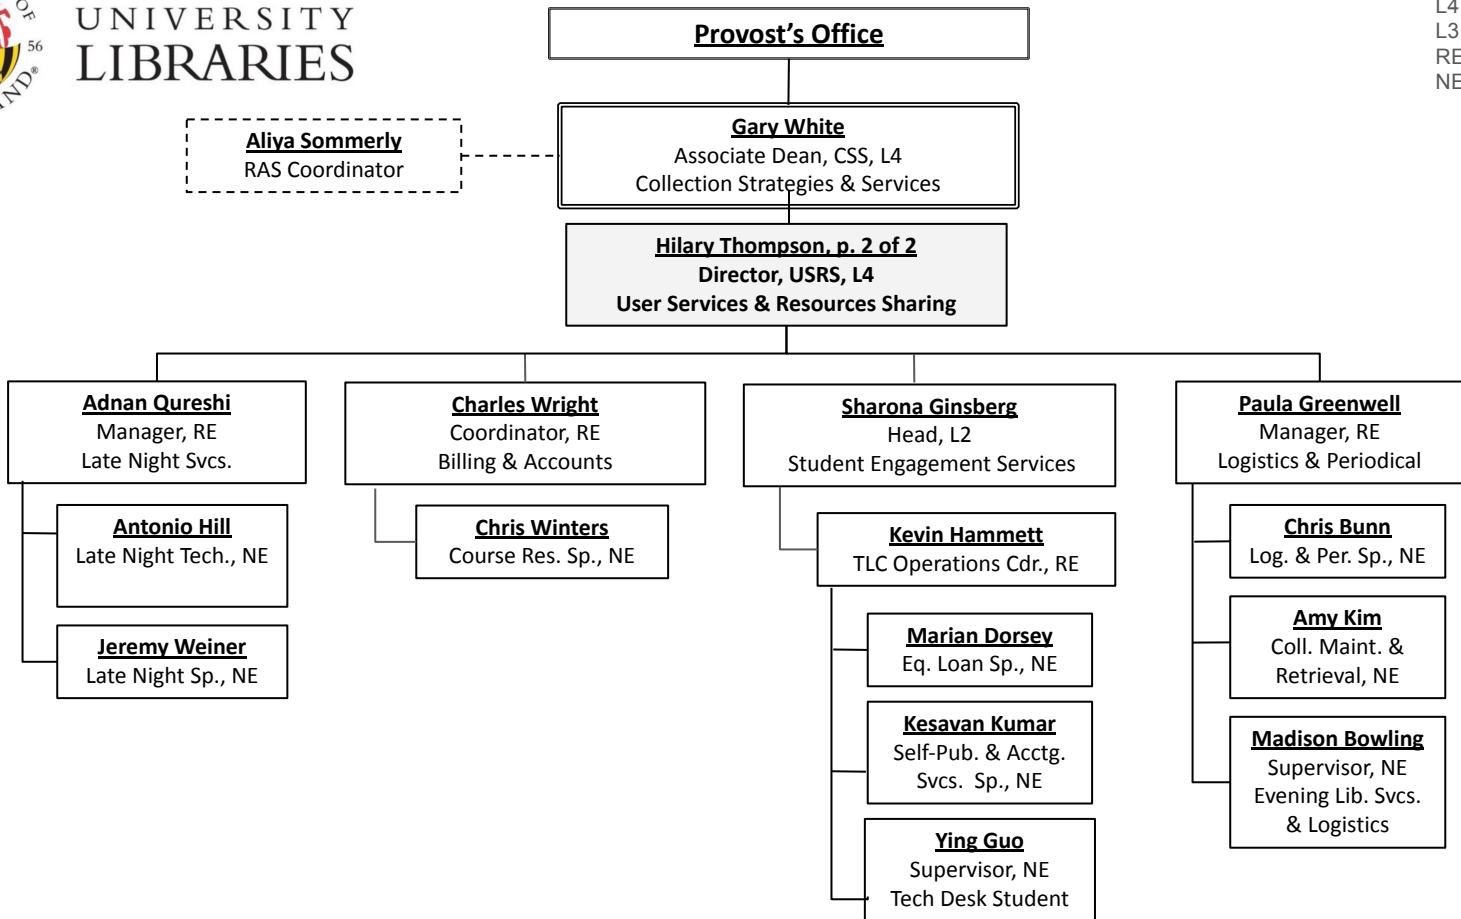 UNIVERSITY
LIBRARIES
OF
56
Provost's Office
L4
L3
RE
NE
Aliya Sommerly
RAS Coordinator
Gary White
Associate Dean, CSS, L4
Collection Strategies & Services
Hilary Thompson, p. 2 of 2
Director, USRS, L4
User Services & Resources Sharing
Adnan Qureshi
Manager, RE
Late Night Svcs.
Antonio Hill
Late Night Tech., NE
Jeremy Weiner
Late Night Sp., NE
Charles Wright
Coordinator, RE
Billing & Accounts
Chris Winters
Course Res. Sp., NE
Sharona Ginsberg
Head, L2
Student Engagement Services
Kevin Hammett
TLC Operations Cdr., RE
Marian Dorsey
Eq. Loan Sp., NE
Kesavan Kumar
Self-Pub. & Acctg.
Svcs. Sp., NE
Ying Guo
Supervisor, NE
Tech Desk Student
Paula Greenwell
Manager, RE
Logistics & Periodical
Chris Bunn
Log. & Per. Sp., NE
Amy Kim
Coll. Maint. &
Retrieval, NE
Madison Bowling
Supervisor, NE
Evening Lib. Svcs.
& Logistics